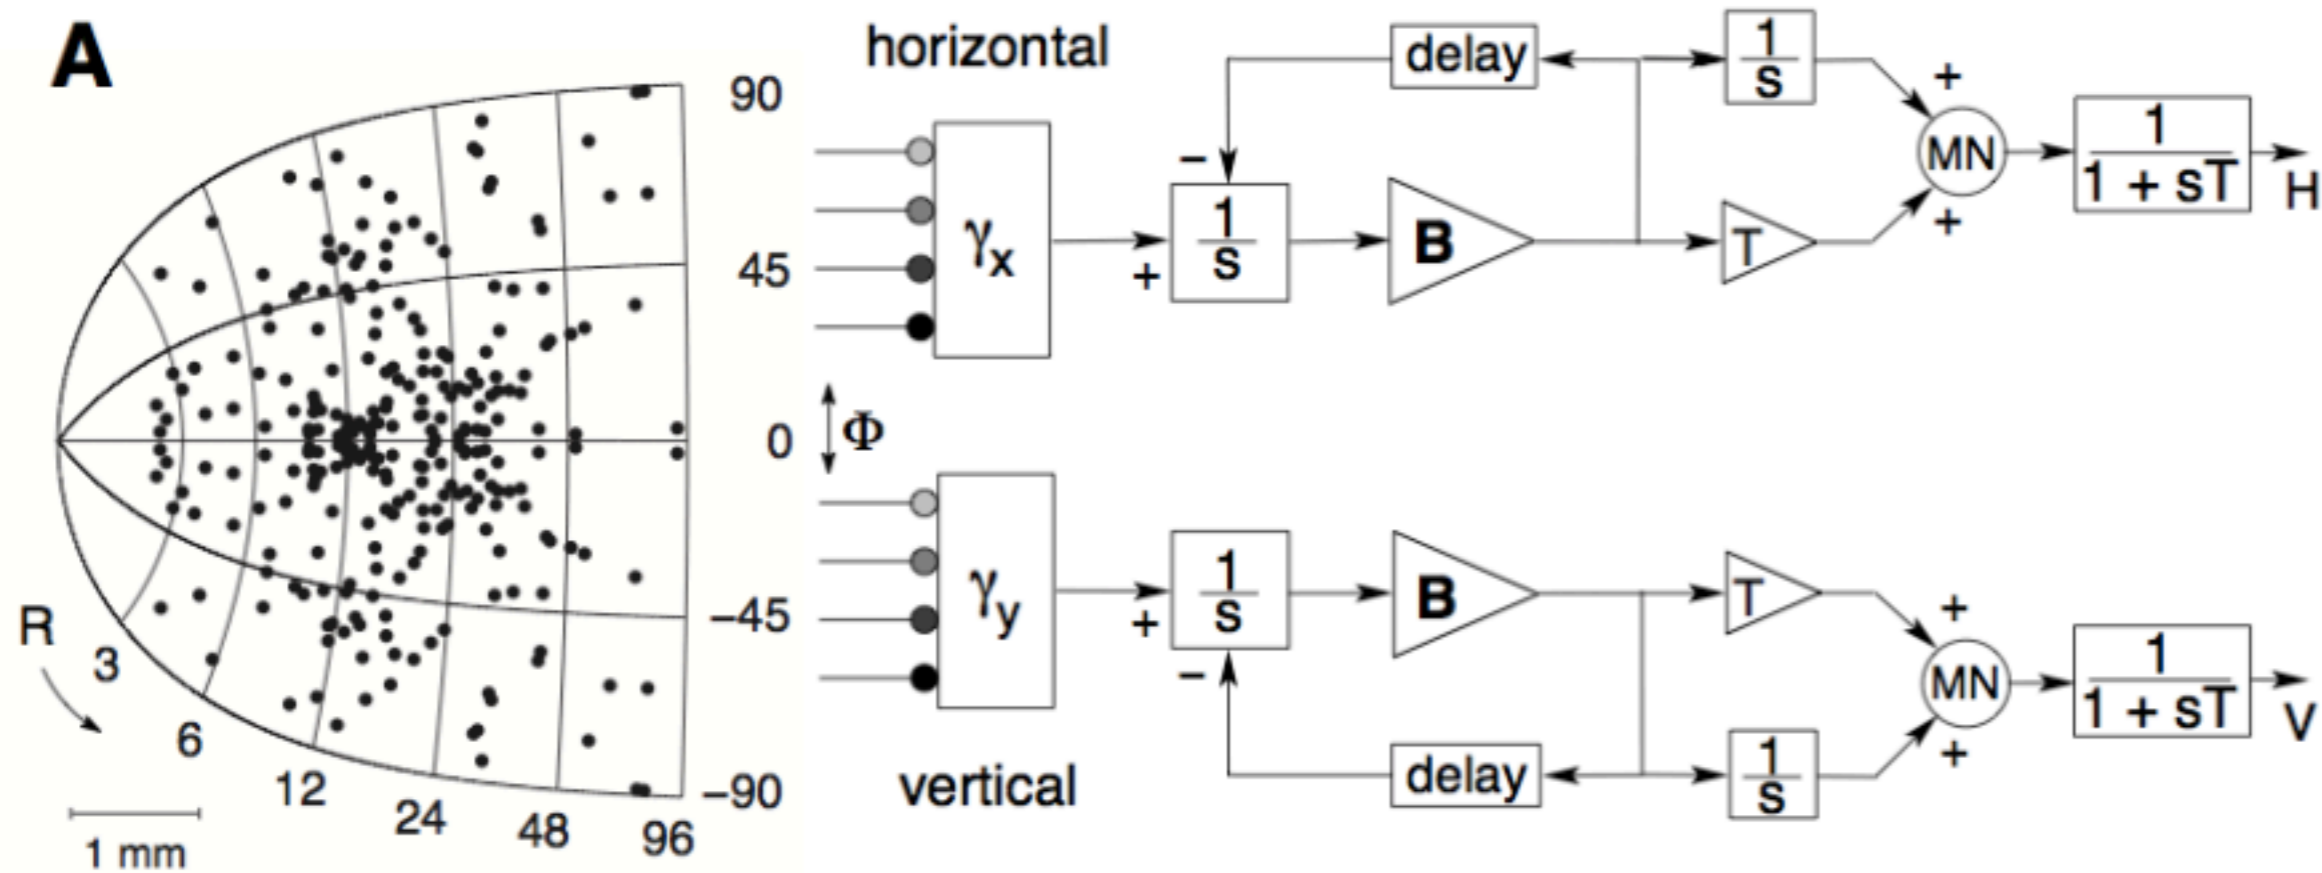 A
90
45
0
−45
−90
R
3
6
12
24
48
96
1 mm
horizontal
γx
+
−
1
s
B
delay
1
s
T
+
MN
+
1
1 + sT
H
Φ
γy
+
−
1
s
B
T
delay
1
s
+
MN
+
1
1 + sT
V
vertical